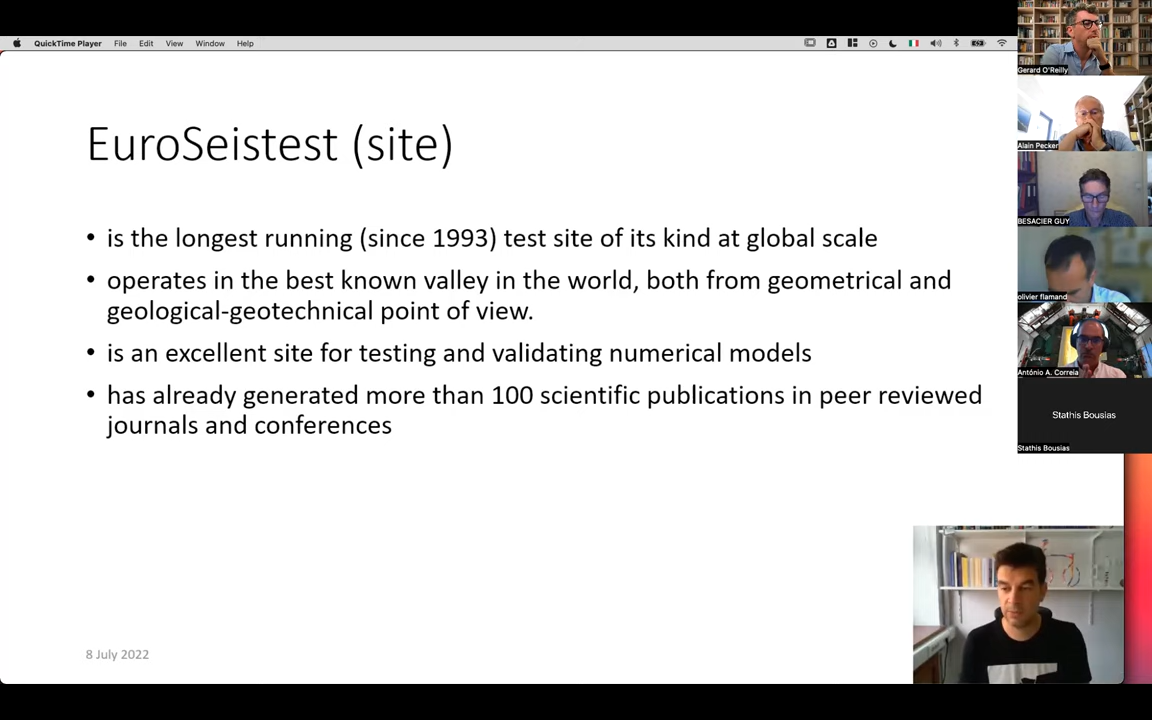 QuickTime Player File Edit View Window Help
EuroSeistest (site)
• is the longest running (since 1993) test site of its kind at global scale
• operates in the best known valley in the world, both from geometrical and
geological-geotechnical point of view.
• is an excellent site for testing and validating numerical models
• has already generated more than 100 scientific publications in peer reviewed
journals and conferences
8 July 2022
Gerard O'Reilly
Alain Pecker
BESACIER GUY
olivier flamand
António A. Correia
Stathis Bousias
Stathis Bousias